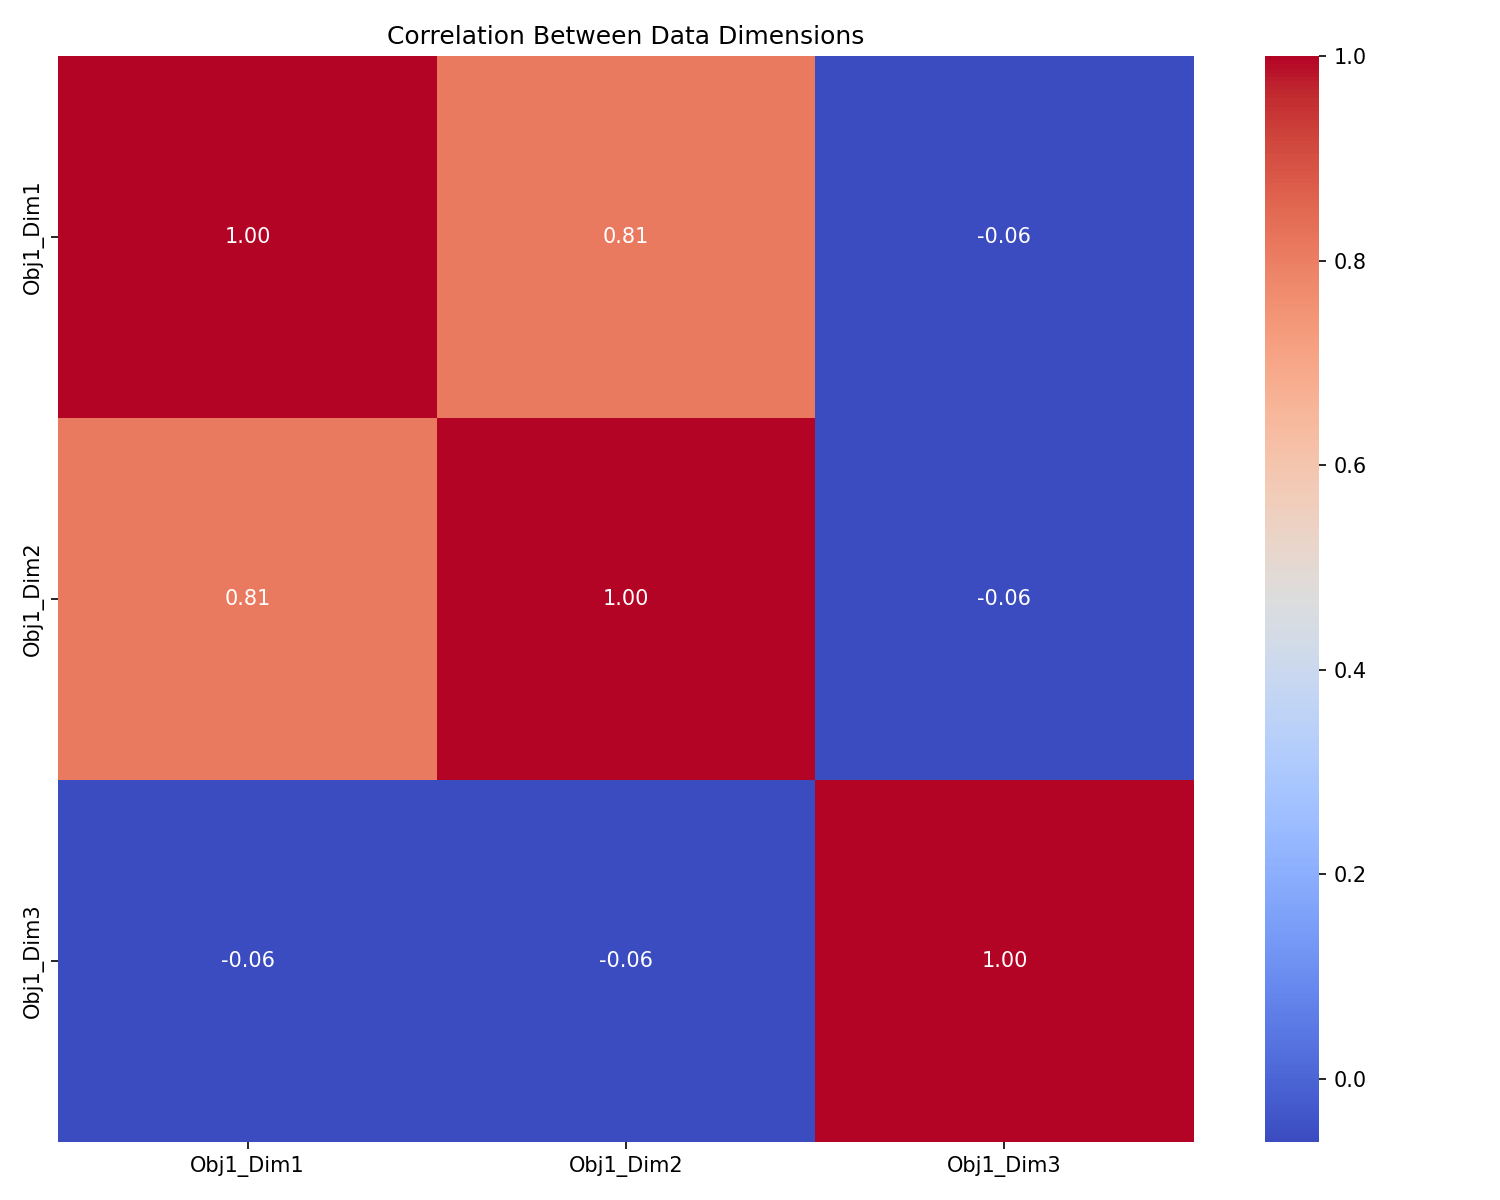 Correlation Between Data Dimensions
Obj1_Dim1
1.00 0.81 -0.06
Obj1_Dim2
0.81 1.00 -0.06
Obj1_Dim3
-0.06 -0.06 1.00
Obj1_Dim1 Obj1_Dim2 Obj1_Dim3
1.0
0.8
0.6
0.4
0.2
0.0